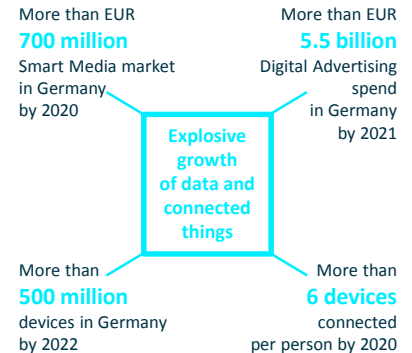 More than EUR
700 million
Smart Media market
in Germany
by 2020
More than EUR
5.5 billion
Digital Advertising
spend
in Germany
by 2021
Explosive
growth
of data and
connected
things
More than
500 million
devices in Germany
by 2022
More than
6 devices
connected
per person by 2020